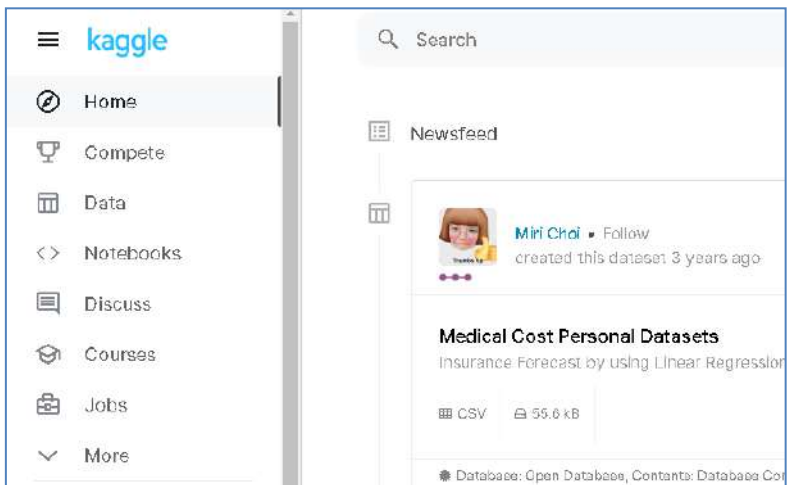 kaggle
Home
Compete
Data
Notebooks
Discuss
Courses
Jobs
More
Search
Newsfeed
Miri Choi • Follow
created this dataset 3 years ago
Medical Cost Personal Datasets
Insurance Forecast by using Linear Regression
CSV 55.6 kB
Database: Open Database, Contents: Database